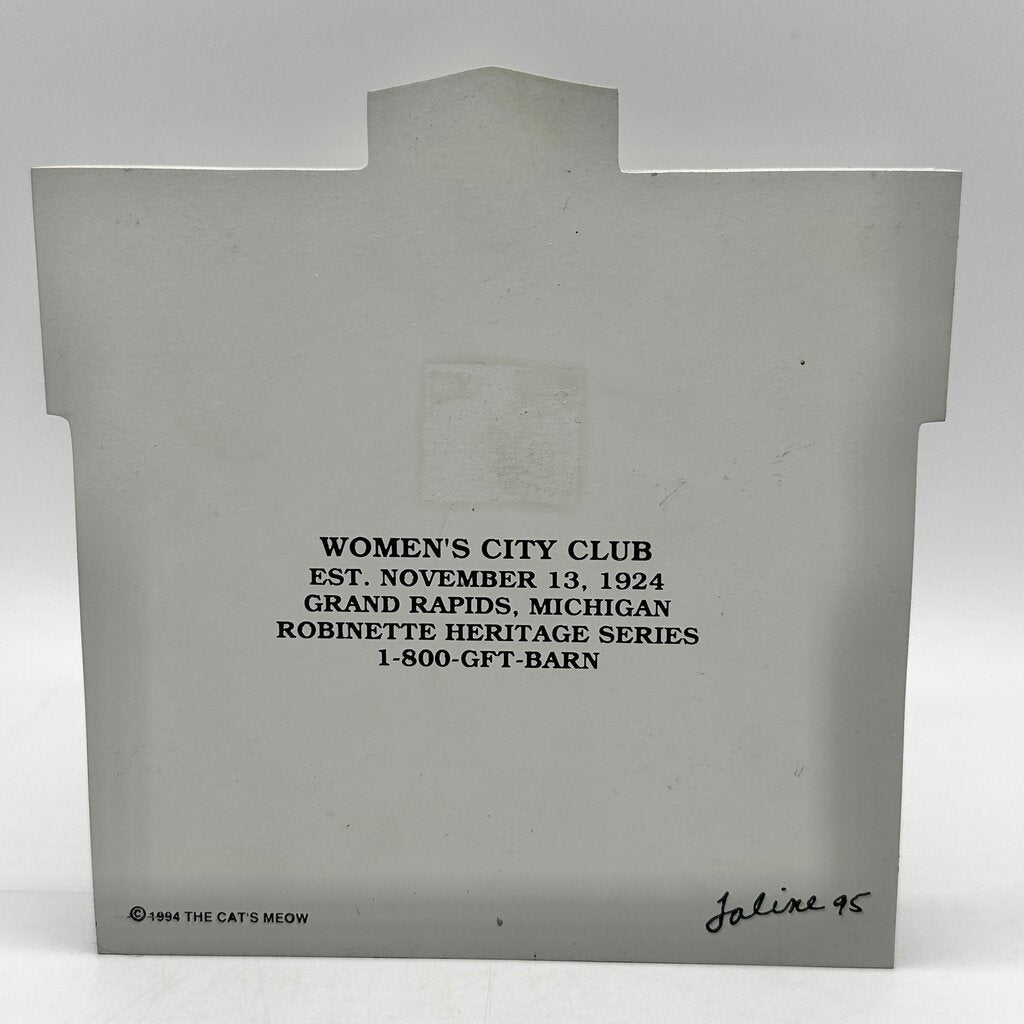 WOMEN'S CITY CLUB
EST. NOVEMBER 13, 1924
GRAND RAPIDS, MICHIGAN
ROBINETTE HERITAGE SERIES
1-800-GFT-BARN
© 1994 THE CAT'S MEOW
Faline 95